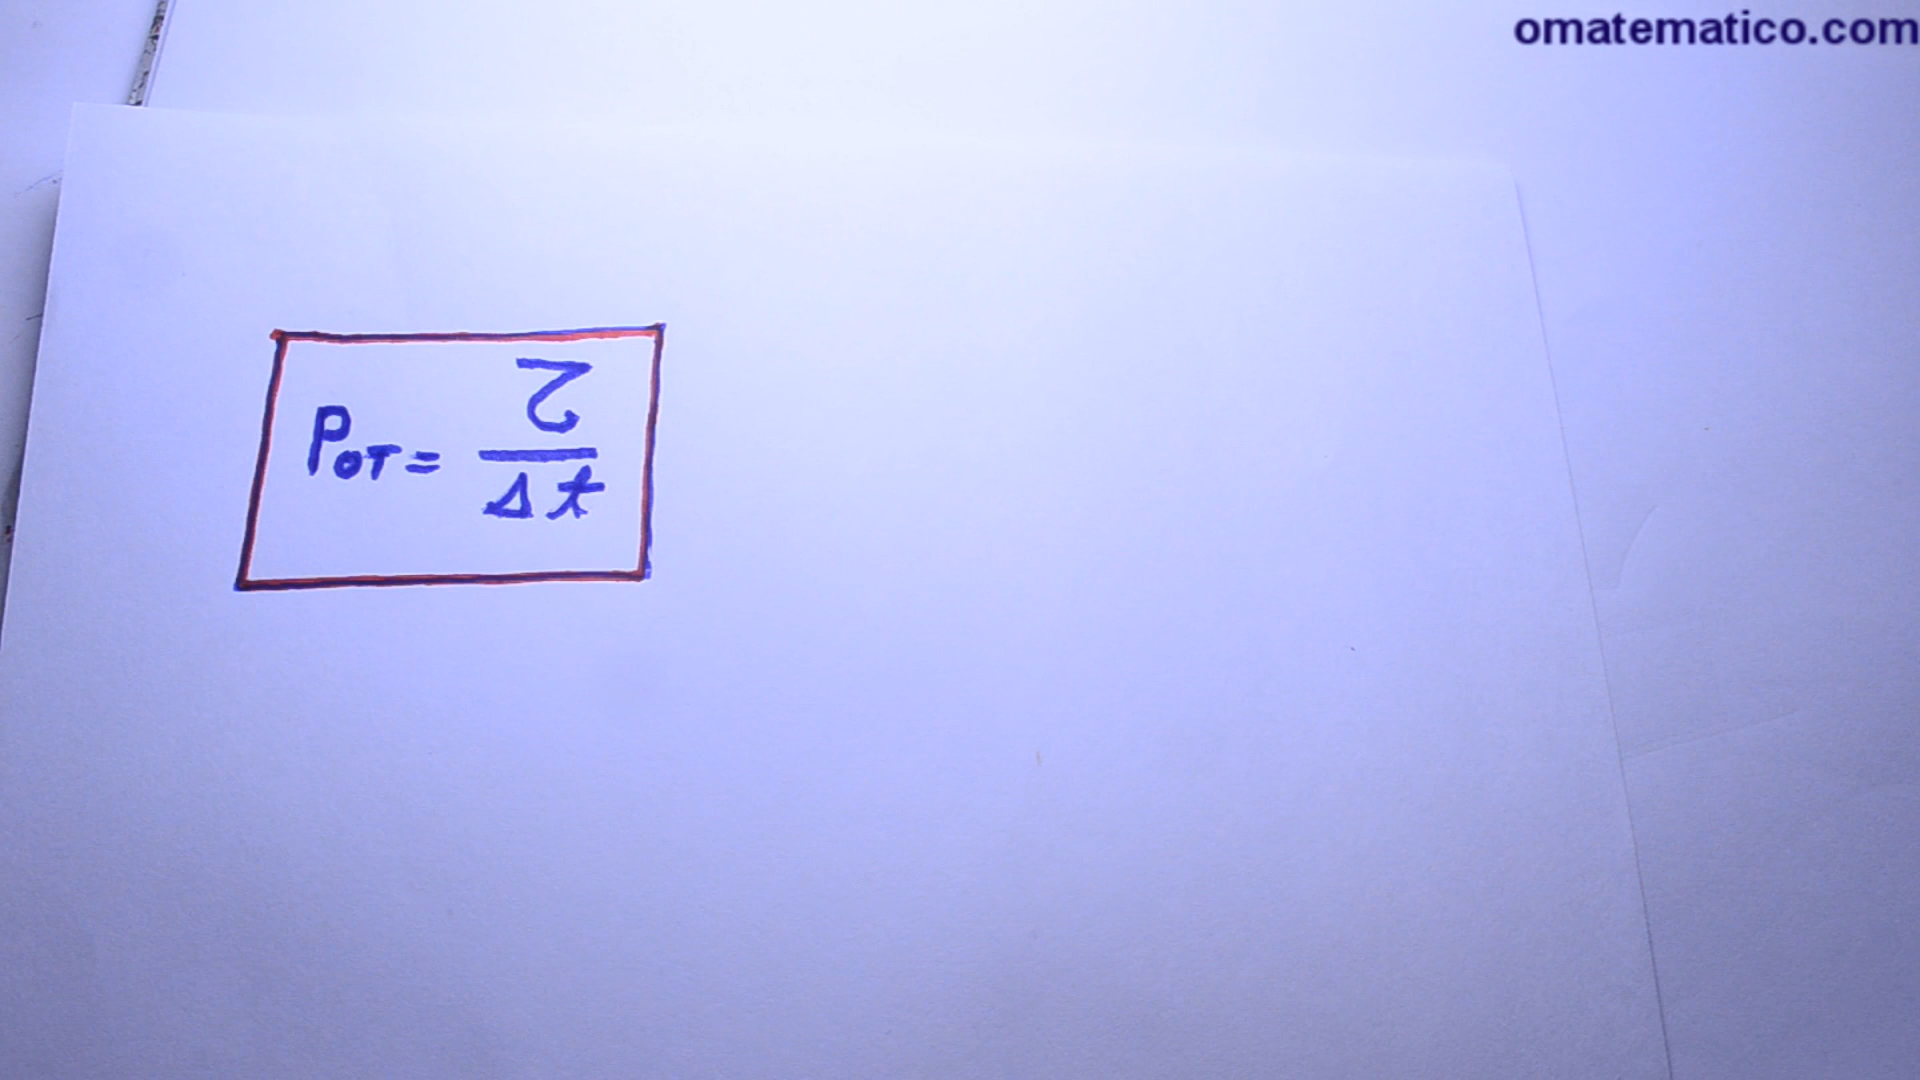 omatematico.com
Pot = τ / Δt